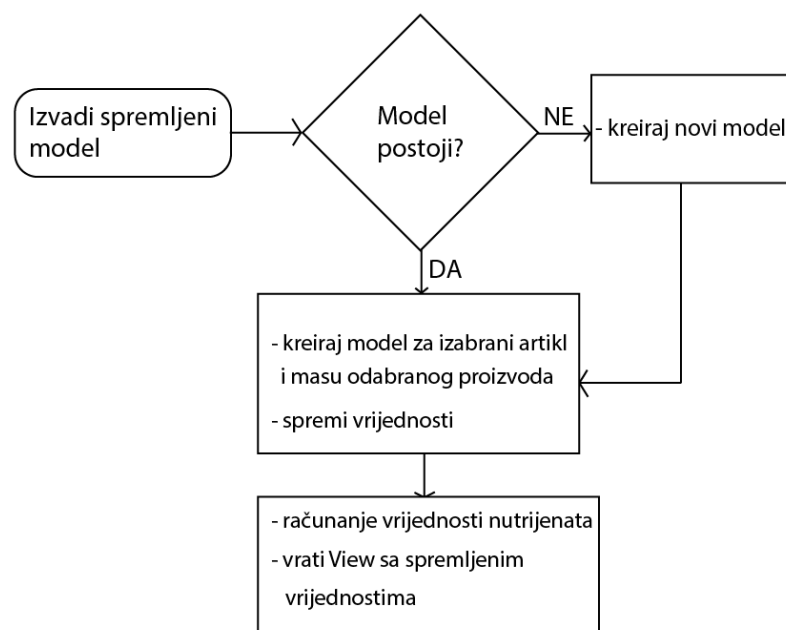 Izvadi spremljeni
model
Model
postoji?
NE
- kreiraj novi model
DA
- kreiraj model za izabrani artikl
i masu odabranog proizvoda
- spremi vrijednosti
- računanje vrijednosti nutrijenata
- vrati View sa spremljenim
vrijednostima